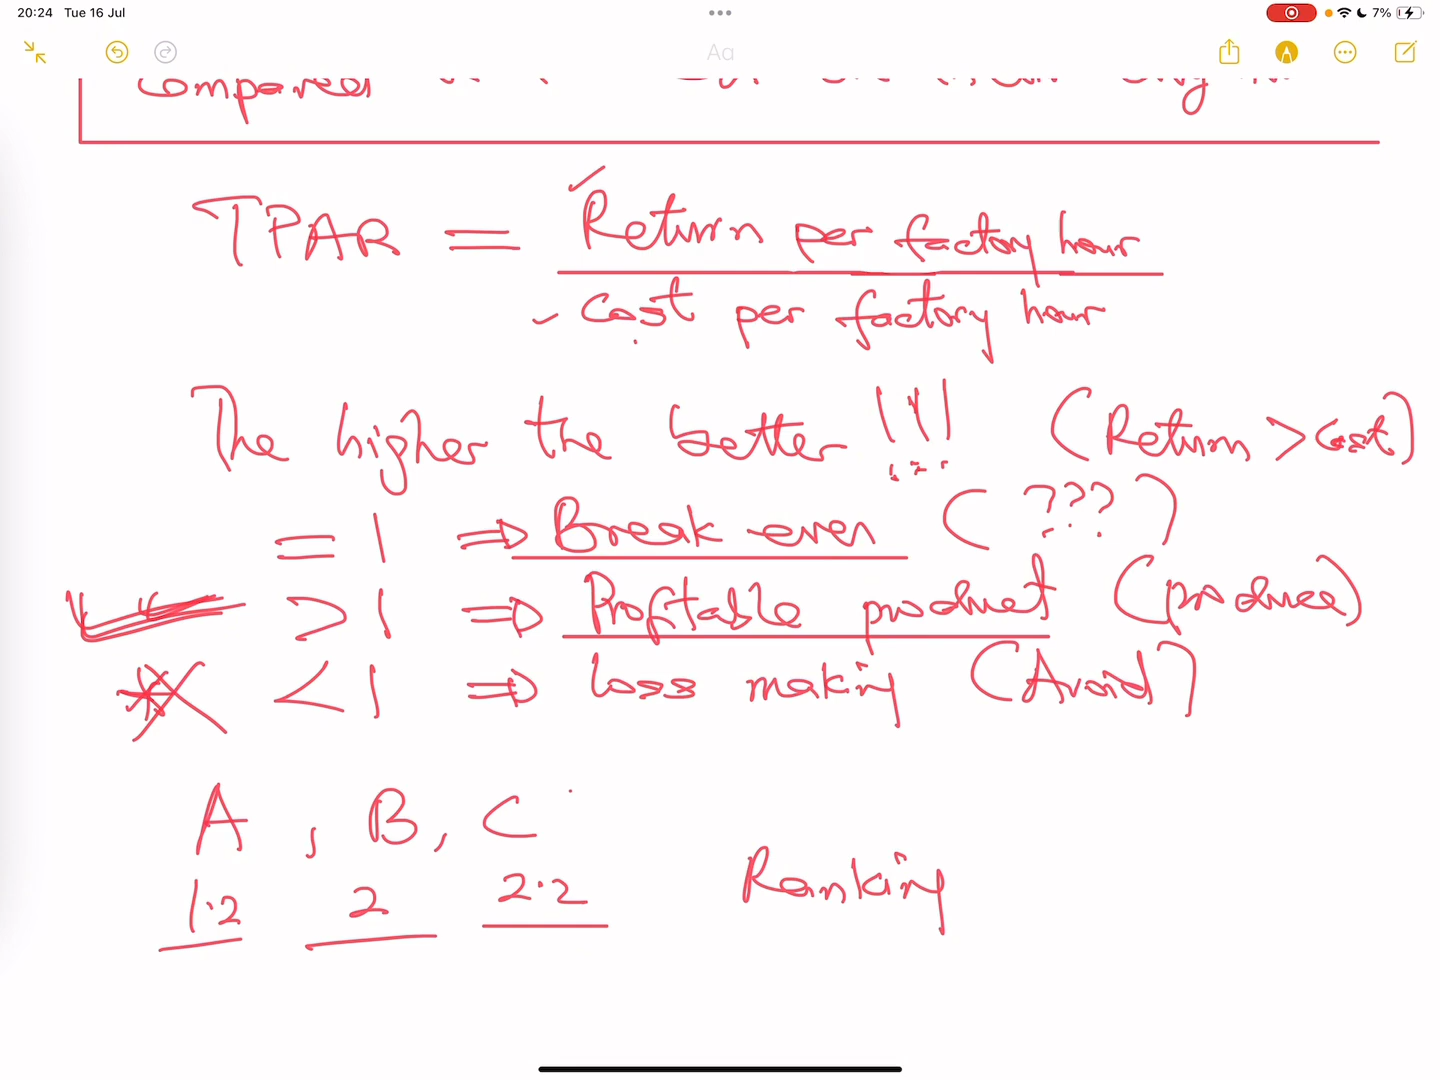 20:24 Tue 16 Jul
7%
Aa
compared
TPAR = Return per factory hour
Cost per factory hour
The higher the better !!! (Return > Cost)
= 1 ⇒ Break-even (???)
> 1 ⇒ Profitable product (produce)
< 1 ⇒ loss making (Avoid)
A , B, C
1.2 2 2.2 Ranking